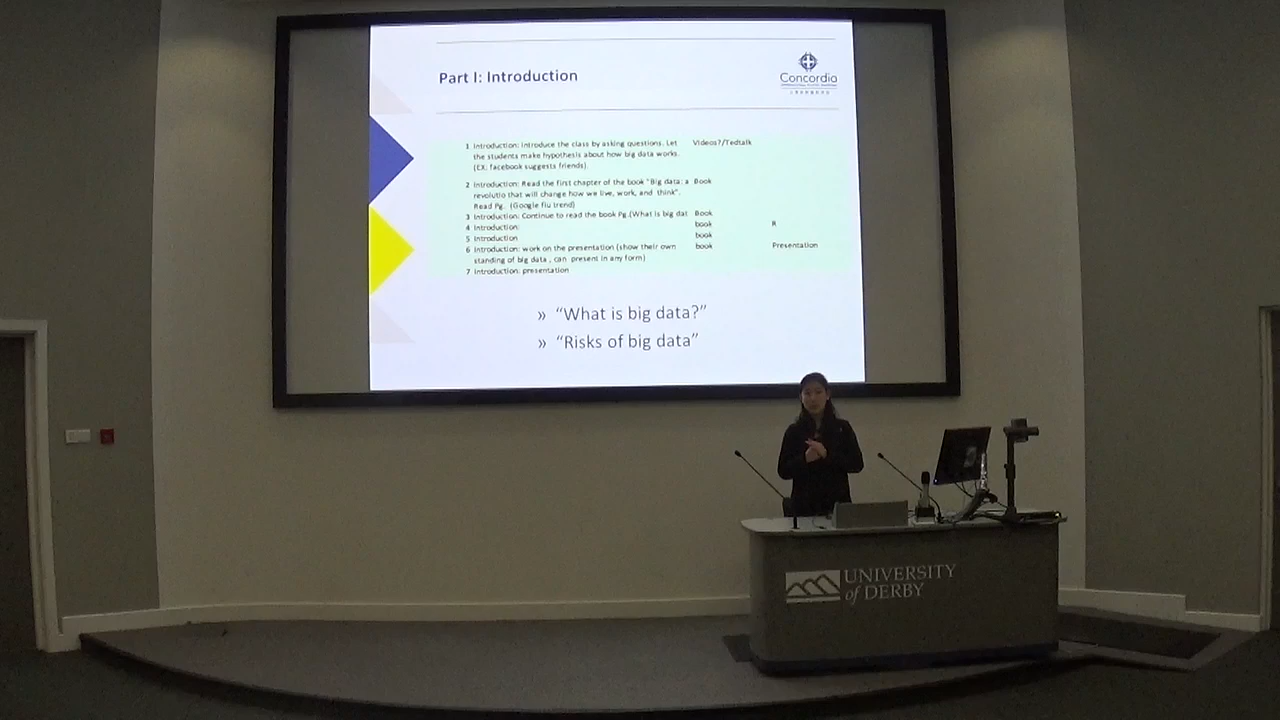 Part I: Introduction
Concordia
1 Introduction: Introduce the class by asking questions. Let Videos?/Tedtalk
the students make hypothesis about how big data works.
(EX: facebook suggests friends).
2 Introduction: Read the first chapter of the book "Big data: a Book
revolutio that will change how we live, work, and think".
Read Pg. (Google flu trend)
3 Introduction: Continue to read the book Pg.(What is big dat Book
4 Introduction: book R
5 Introduction book
6 Introduction: work on the presentation (show their own book Presentation
standing of big data , can present in any form)
7 Introduction: presentation
» “What is big data?”
» “Risks of big data”
UNIVERSITY
of DERBY